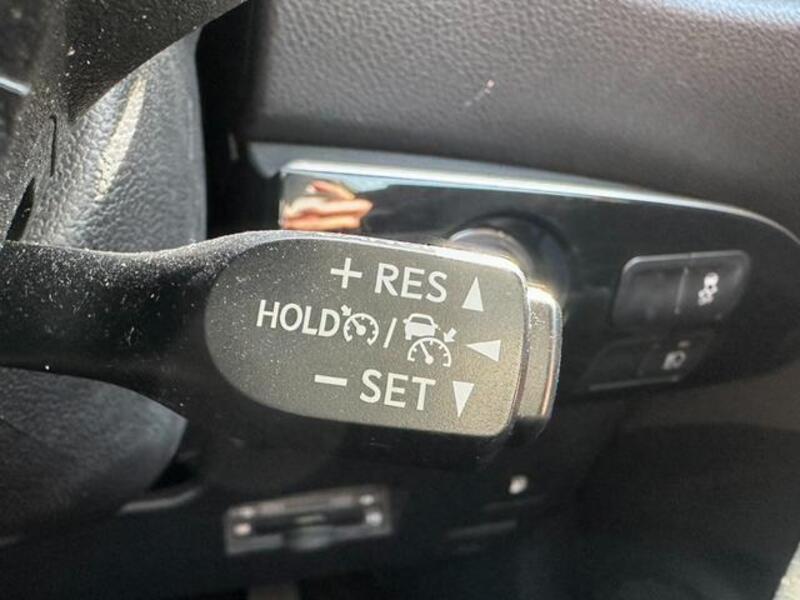 + RES
HOLD /
− SET